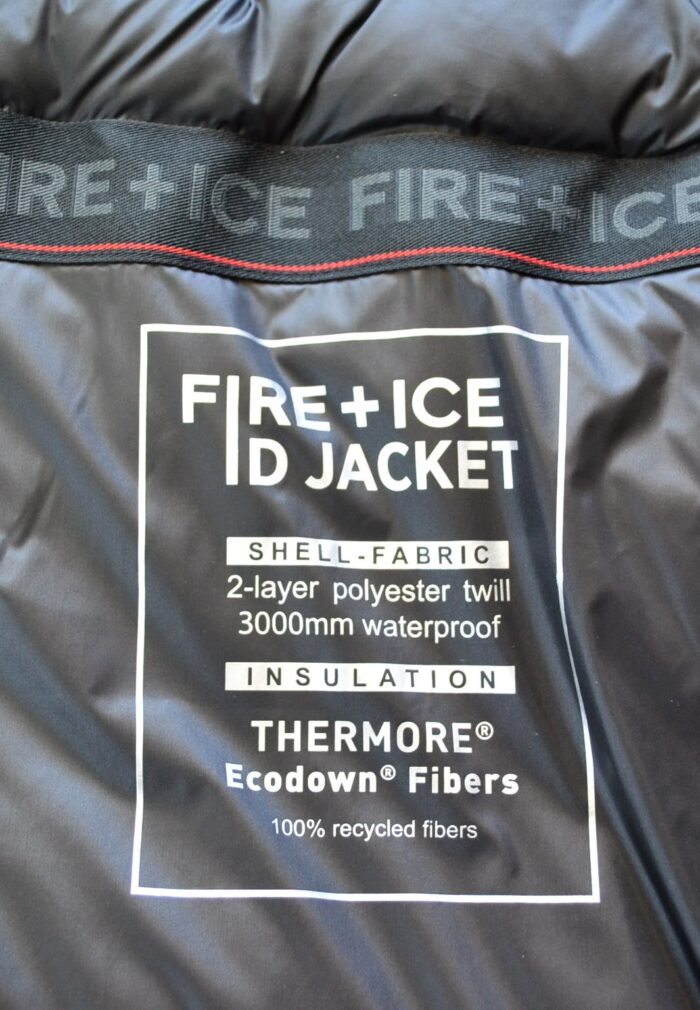 FIRE+ICE FIRE+ICE
FIRE+ICE
ID JACKET
SHELL-FABRIC
2-layer polyester twill
3000mm waterproof
INSULATION
THERMORE®
Ecodown® Fibers
100% recycled fibers